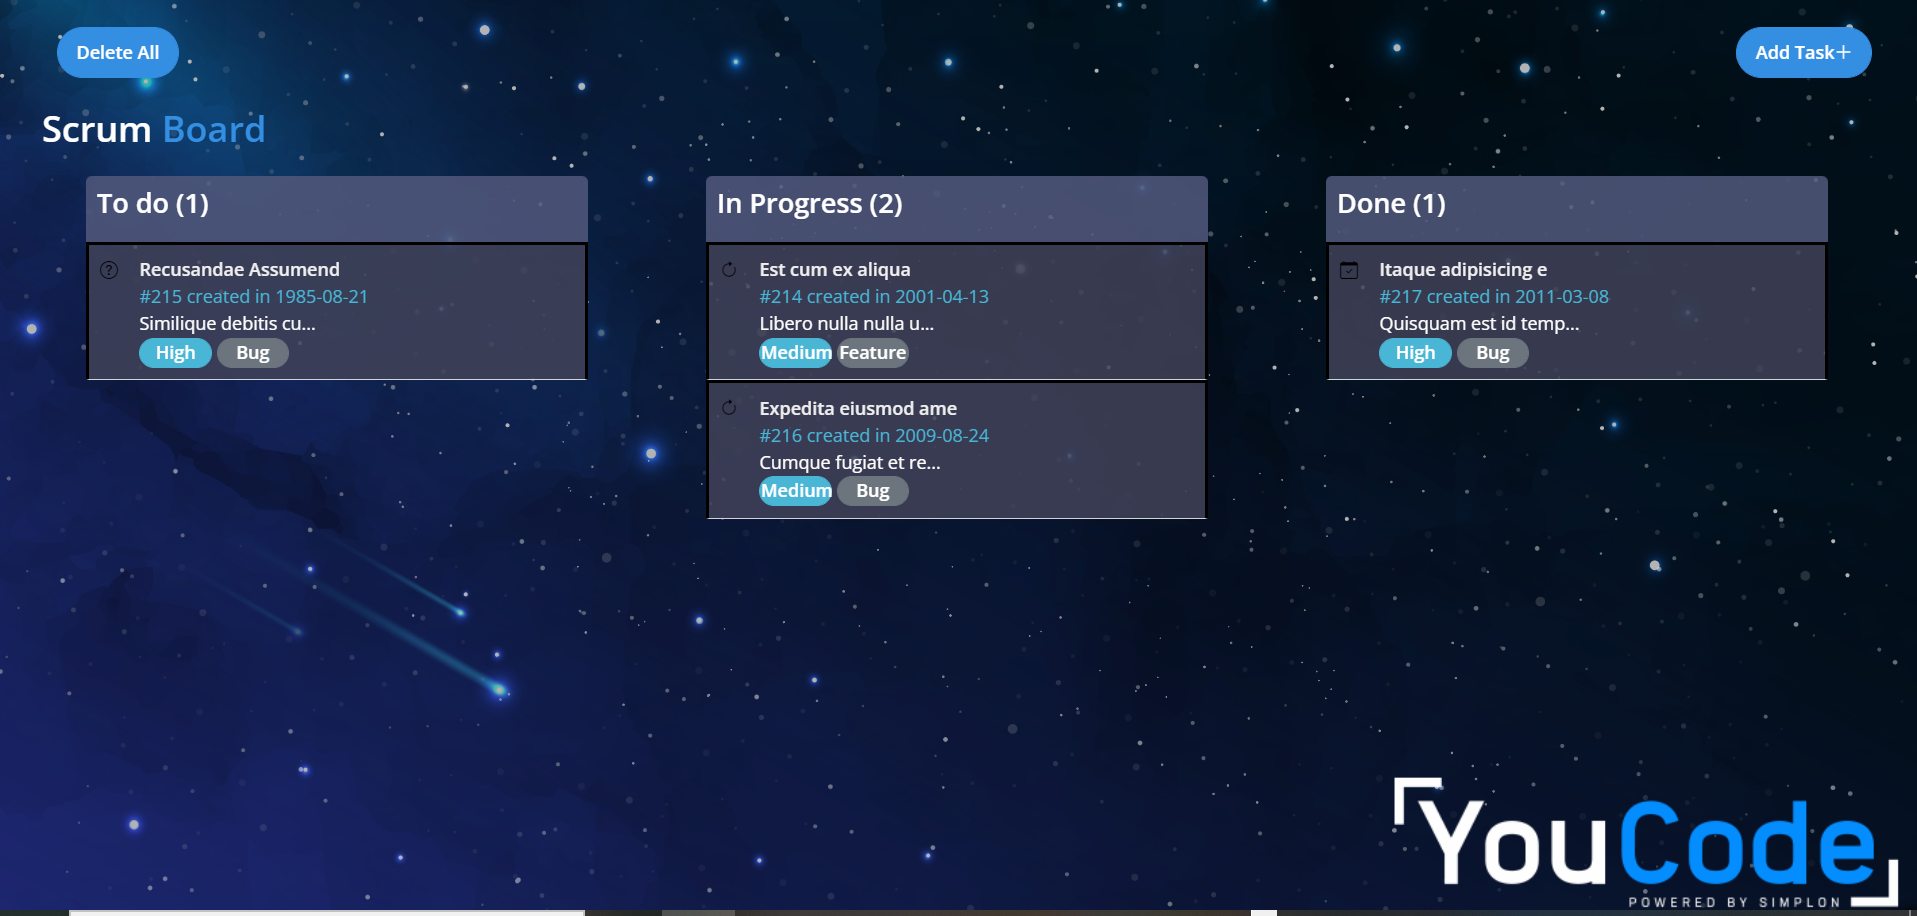 Delete All
Add Task+
Scrum Board
To do (1)
Recusandae Assumend
#215 created in 1985-08-21
Similique debitis cu...
High Bug
In Progress (2)
Est cum ex aliqua
#214 created in 2001-04-13
Libero nulla nulla u...
Medium Feature
Expedita eiusmod ame
#216 created in 2009-08-24
Cumque fugiat et re...
Medium Bug
Done (1)
Itaque adipisicing e
#217 created in 2011-03-08
Quisquam est id temp...
High Bug
YouCode
POWERED BY SIMPLON